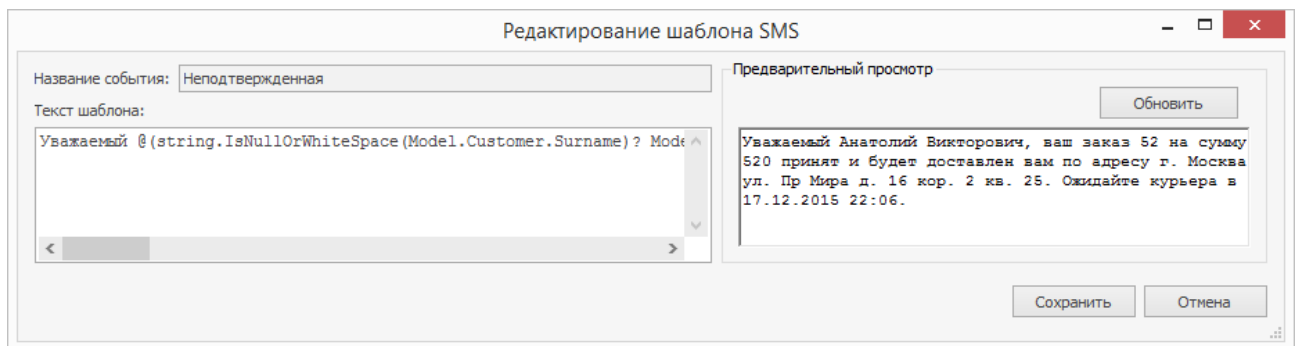 Редактирование шаблона SMS
Название события: Неподтвержденная
Текст шаблона:
Уважаемый @(string.IsNullOrWhiteSpace(Model.Customer.Surname)? Mode
Предварительный просмотр
Обновить
Уважаемый Анатолий Викторович, ваш заказ 52 на сумму
520 принят и будет доставлен вам по адресу г. Москва
ул. Пр Мира д. 16 кор. 2 кв. 25. Ожидайте курьера в
17.12.2015 22:06.
Сохранить
Отмена